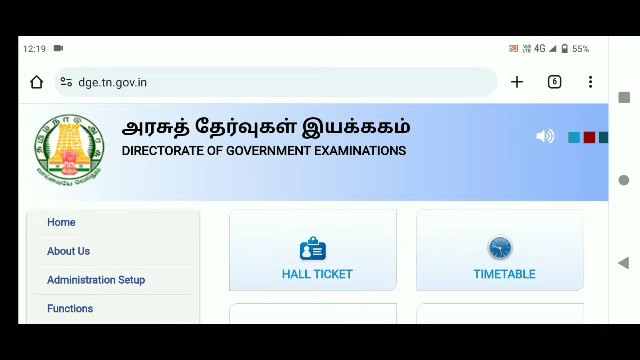 12:19
4G 55%
dge.tn.gov.in
6
அரசுத் தேர்வுகள் இயக்ககம்
DIRECTORATE OF GOVERNMENT EXAMINATIONS
Home
About Us
Administration Setup
Functions
HALL TICKET
TIMETABLE